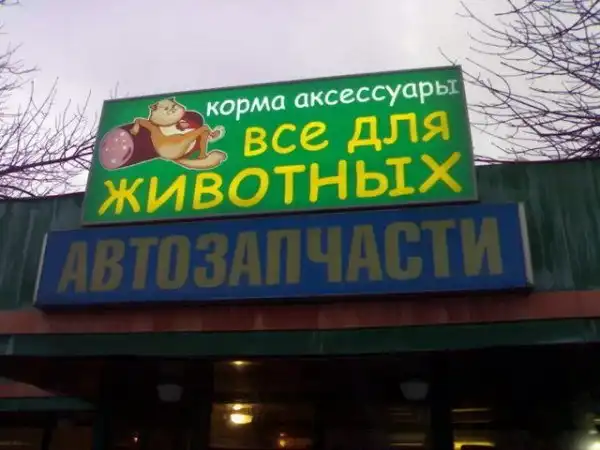 корма аксессуары
все для
животных
АВТОЗАПЧАСТИ